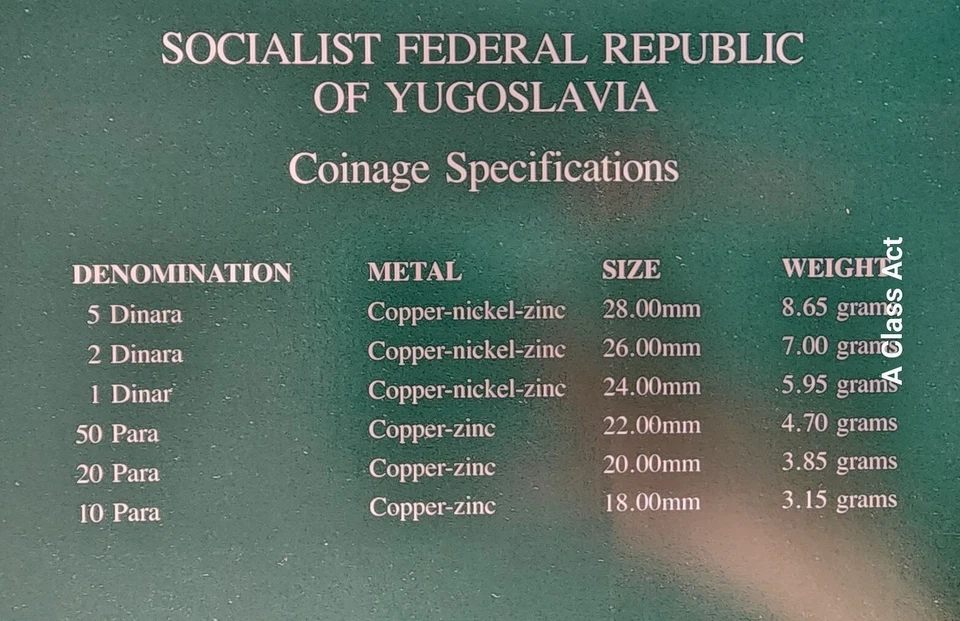 SOCIALIST FEDERAL REPUBLIC
OF YUGOSLAVIA
Coinage Specifications
DENOMINATION METAL SIZE WEIGHT
5 Dinara Copper-nickel-zinc 28.00mm 8.65 grams
2 Dinara Copper-nickel-zinc 26.00mm 7.00 grams
1 Dinar Copper-nickel-zinc 24.00mm 5.95 grams
50 Para Copper-zinc 22.00mm 4.70 grams
20 Para Copper-zinc 20.00mm 3.85 grams
10 Para Copper-zinc 18.00mm 3.15 grams
A Class Act